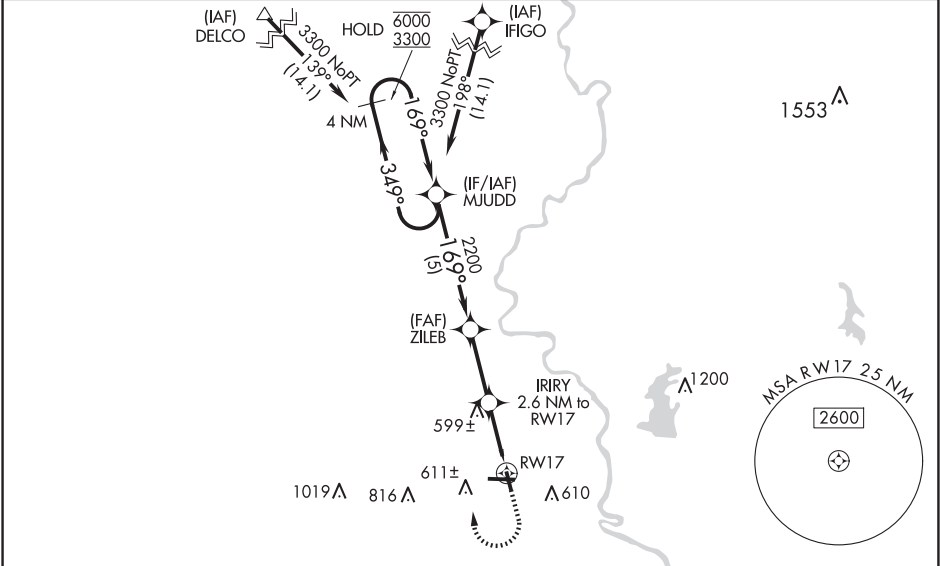 (IAF)
DELCO
3300 NoPT
139°
(14.1)
HOLD
6000
3300
(IAF)
IFIGO
3300 NoPT
198°
(14.1)
1553
4 NM
169°
349°
(IF/IAF)
MJUDD
2200
169°
(5)
(FAF)
ZILEB
IRIRY
2.6 NM to
RW17
599±
1200
MSA RW17 25 NM
2600
RW17
611±
1019
816
610